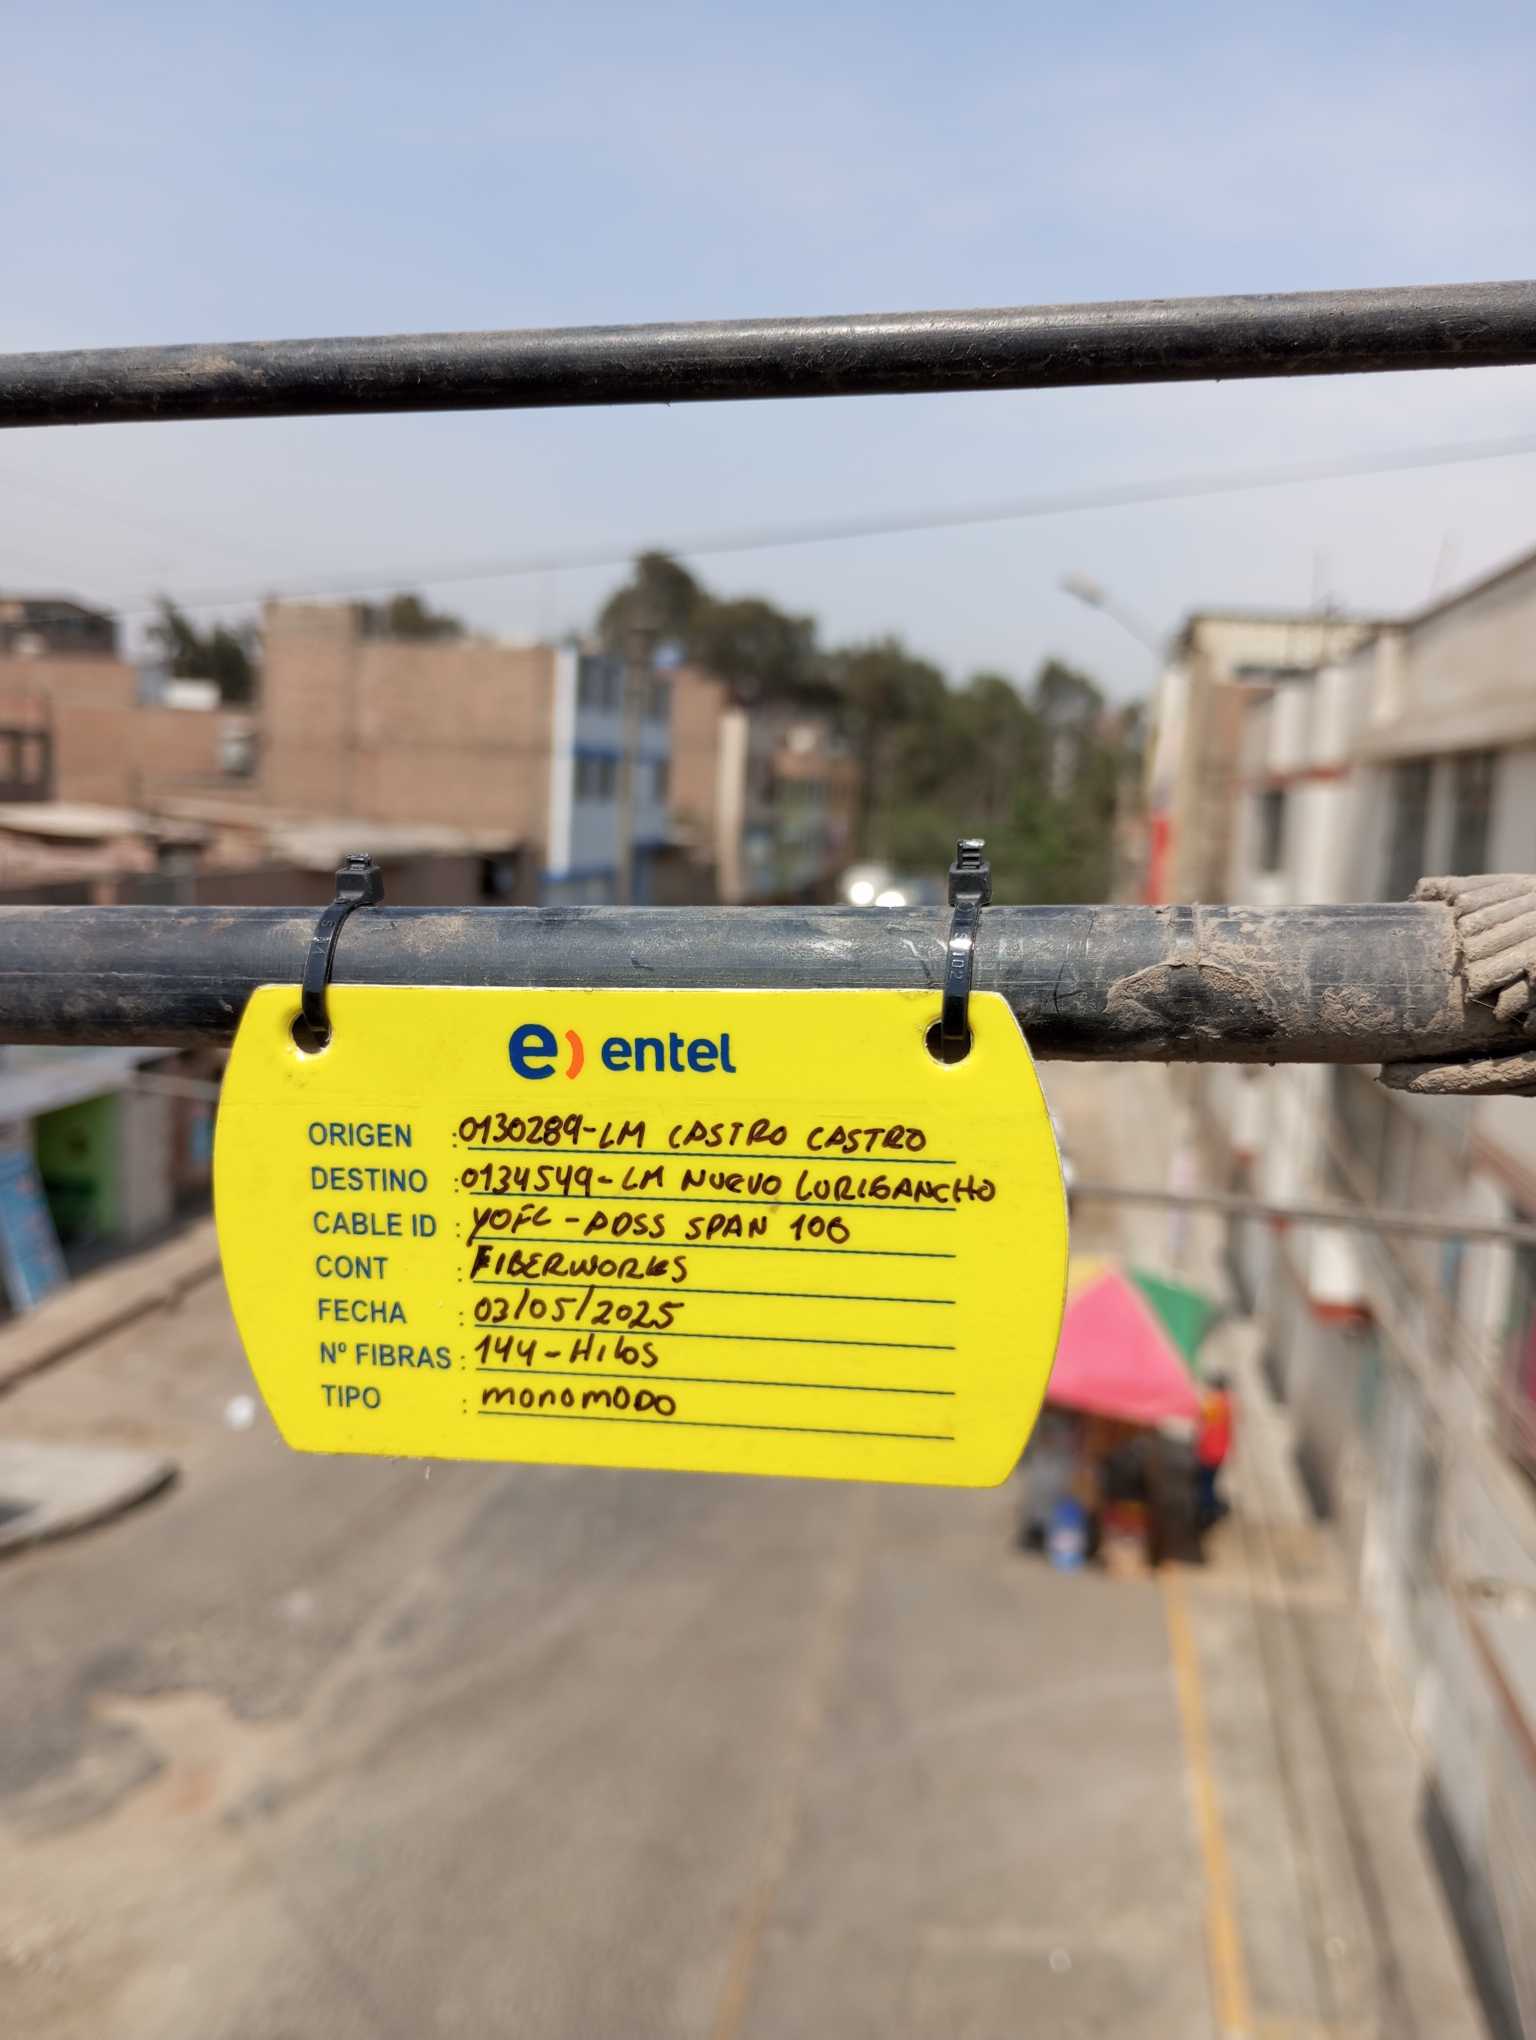 e) entel
ORIGEN : 0130289-LM CASTRO CASTRO
DESTINO : 0134549-LM NUEVO LURIGANCHO
CABLE ID : YOFC-ADSS SPAN 100
CONT : FIBERWORKS
FECHA : 03/05/2025
Nº FIBRAS : 144-Hilos
TIPO : monomodo